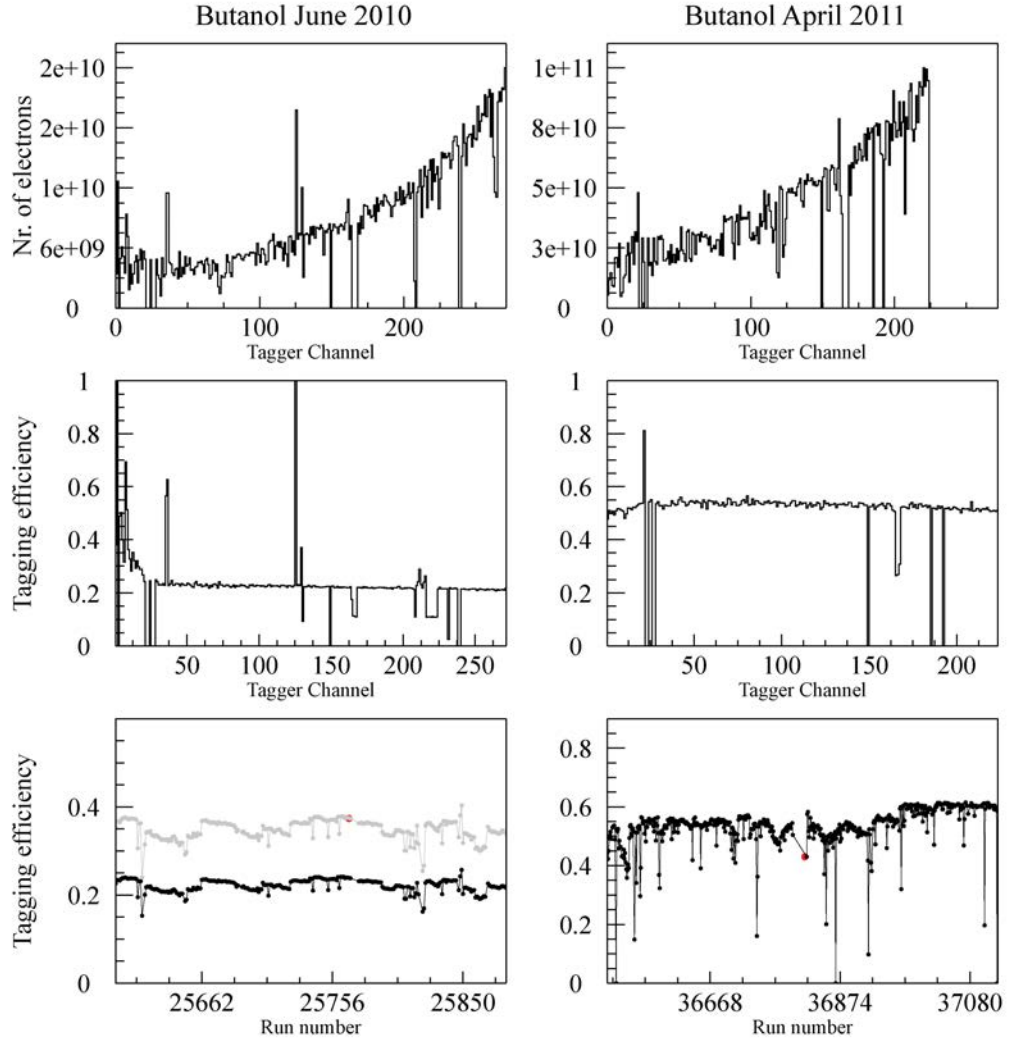 Butanol June 2010 Butanol April 2011
Nr. of electrons
2e+10
2e+10
1e+10
6e+09
0
0 100 200
Tagger Channel
1e+11
8e+10
5e+10
3e+10
0
0 100 200
Tagger Channel
Tagging efficiency
1
0.8
0.6
0.4
0.2
0
50 100 150 200 250
Tagger Channel
1
0.8
0.6
0.4
0.2
0
50 100 150 200
Tagger Channel
Tagging efficiency
0.4
0.2
0
25662 25756 25850
Run number
0.8
0.6
0.4
0.2
0
36668 36874 37080
Run number